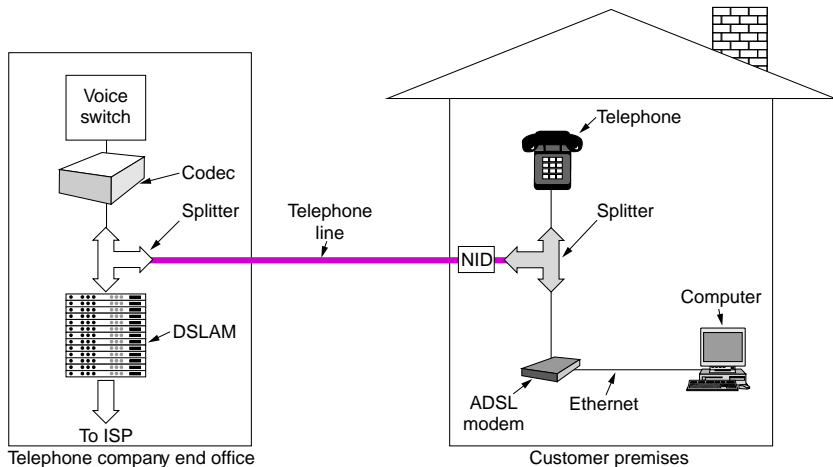 Voice
switch
Codec
Splitter
DSLAM
To ISP
Telephone company end office
Telephone
line
NID
Telephone
Splitter
Computer
ADSL
modem
Ethernet
Customer premises